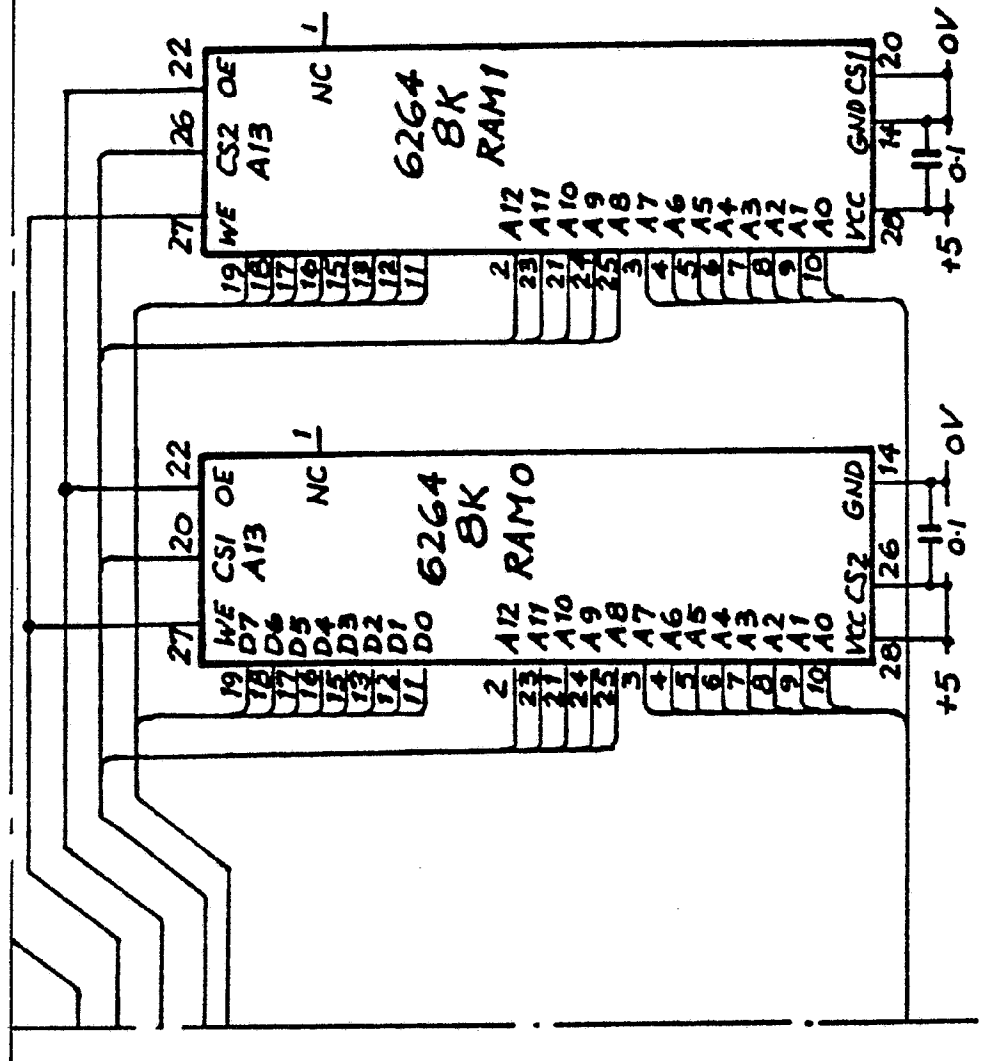 22
26
27
OE
CS2
A13
WE
NC
1
6264
8K
RAM1
19
18
17
16
15
13
12
11
2
23
21
24
25
3
4
5
6
7
8
9
10
A12
A11
A10
A9
A8
A7
A6
A5
A4
A3
A2
A1
A0
VCC
GND
CS1
28
14
20
+5
0.1
0V
22
20
27
OE
CS1
A13
WE
NC
1
D7
D6
D5
D4
D3
D2
D1
D0
6264
8K
RAM0
19
18
17
16
15
13
12
11
2
23
21
24
25
3
4
5
6
7
8
9
10
A12
A11
A10
A9
A8
A7
A6
A5
A4
A3
A2
A1
A0
VCC
CS2
GND
28
26
14
+5
0.1
0V